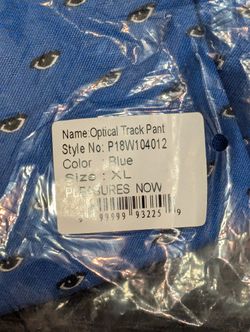 Name:Optical Track Pant
Style No: P18W104012
Color : Blue
Size : XL
PLEASURES NOW
9 99999 93225 9